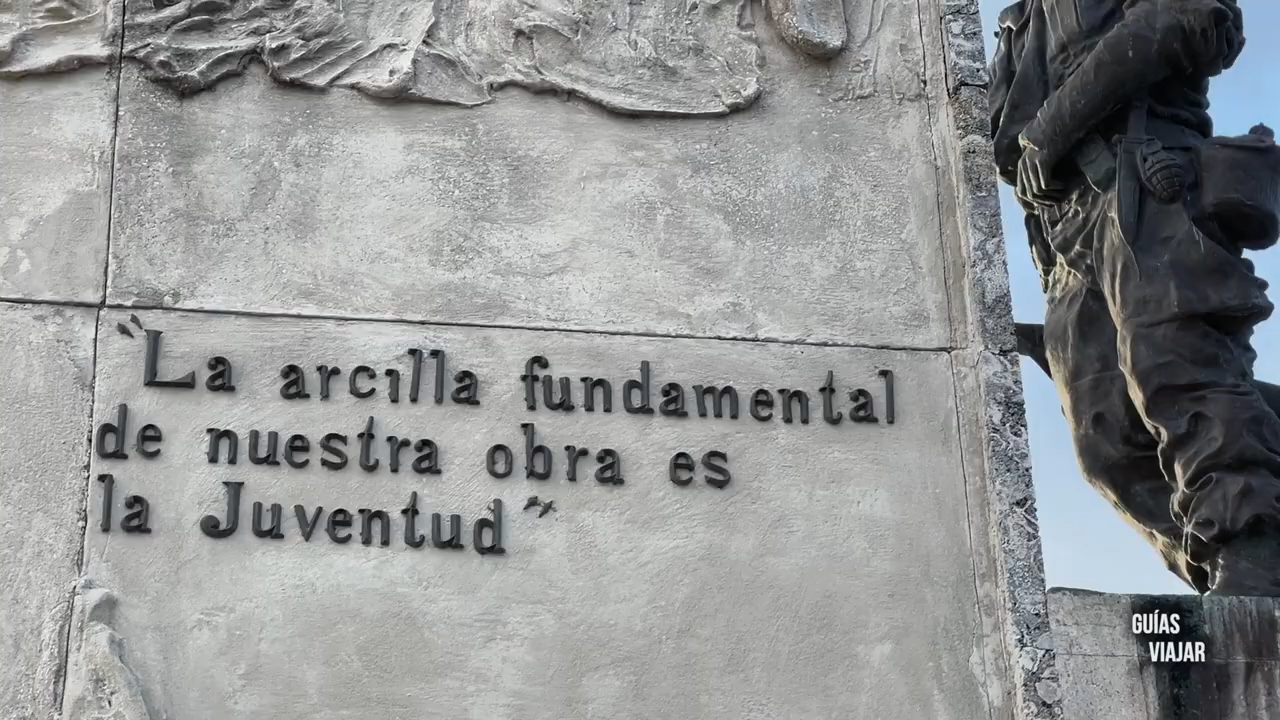 "La arcilla fundamental
de nuestra obra es
la Juventud"
GUÍAS
VIAJAR